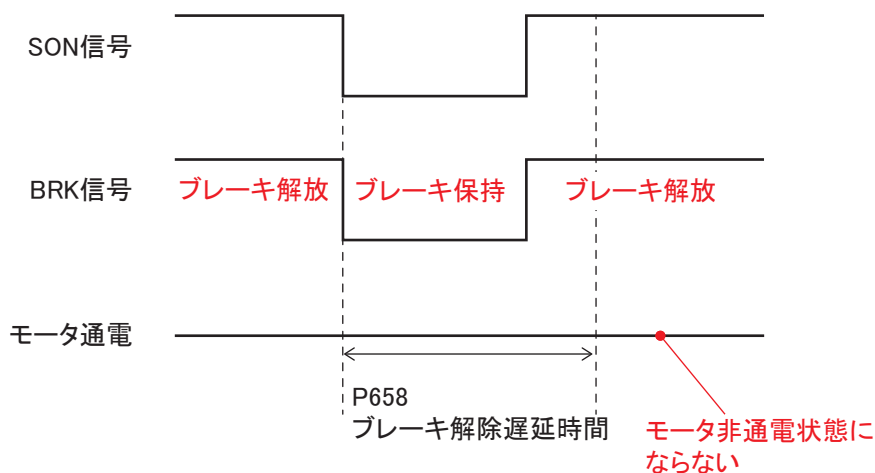 SON信号
BRK信号
ブレーキ解放
ブレーキ保持
ブレーキ解放
モータ通電
P658
ブレーキ解除遅延時間
モータ非通電状態に
ならない